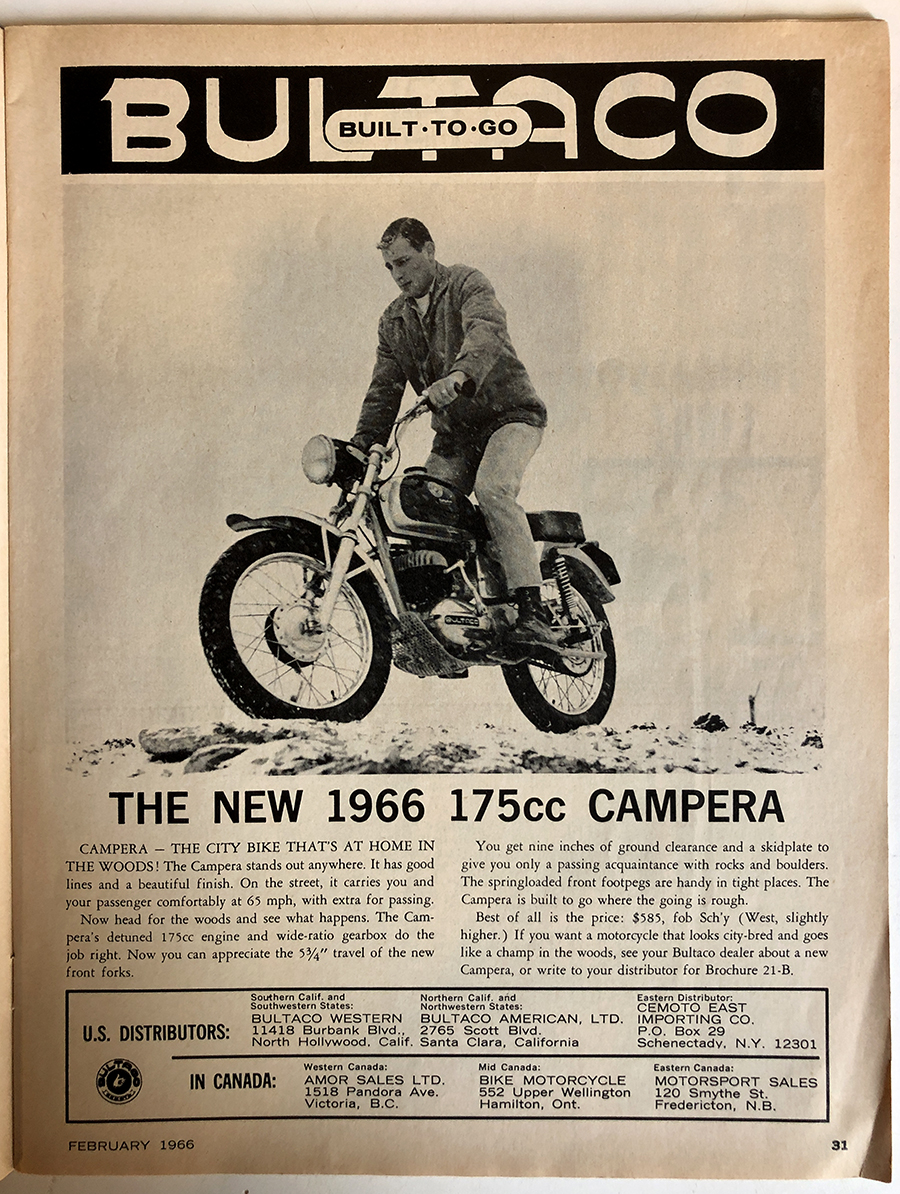 BULTACO
BUILT·TO·GO
BULTACO
THE NEW 1966 175cc CAMPERA
CAMPERA — THE CITY BIKE THAT'S AT HOME IN
THE WOODS! The Campera stands out anywhere. It has good
lines and a beautiful finish. On the street, it carries you and
your passenger comfortably at 65 mph, with extra for passing.
Now head for the woods and see what happens. The Cam-
pera's detuned 175cc engine and wide-ratio gearbox do the
job right. Now you can appreciate the 5¾" travel of the new
front forks.
You get nine inches of ground clearance and a skidplate to
give you only a passing acquaintance with rocks and boulders.
The springloaded front footpegs are handy in tight places. The
Campera is built to go where the going is rough.
Best of all is the price: $585, fob Sch'y (West, slightly
higher.) If you want a motorcycle that looks city-bred and goes
like a champ in the woods, see your Bultaco dealer about a new
Campera, or write to your distributor for Brochure 21-B.
U.S. DISTRIBUTORS:
Southern Calif. and
Southwestern States:
BULTACO WESTERN
11418 Burbank Blvd.,
North Hollywood, Calif.
Northern Calif. and
Northwestern States:
BULTACO AMERICAN, LTD.
2765 Scott Blvd.
Santa Clara, California
Eastern Distributor:
CEMOTO EAST
IMPORTING CO.
P.O. Box 29
Schenectady, N.Y. 12301
BULTACO
IN CANADA:
Western Canada:
AMOR SALES LTD.
1518 Pandora Ave.
Victoria, B.C.
Mid Canada:
BIKE MOTORCYCLE
552 Upper Wellington
Hamilton, Ont.
Eastern Canada:
MOTORSPORT SALES
120 Smythe St.
Fredericton, N.B.
FEBRUARY 1966
31